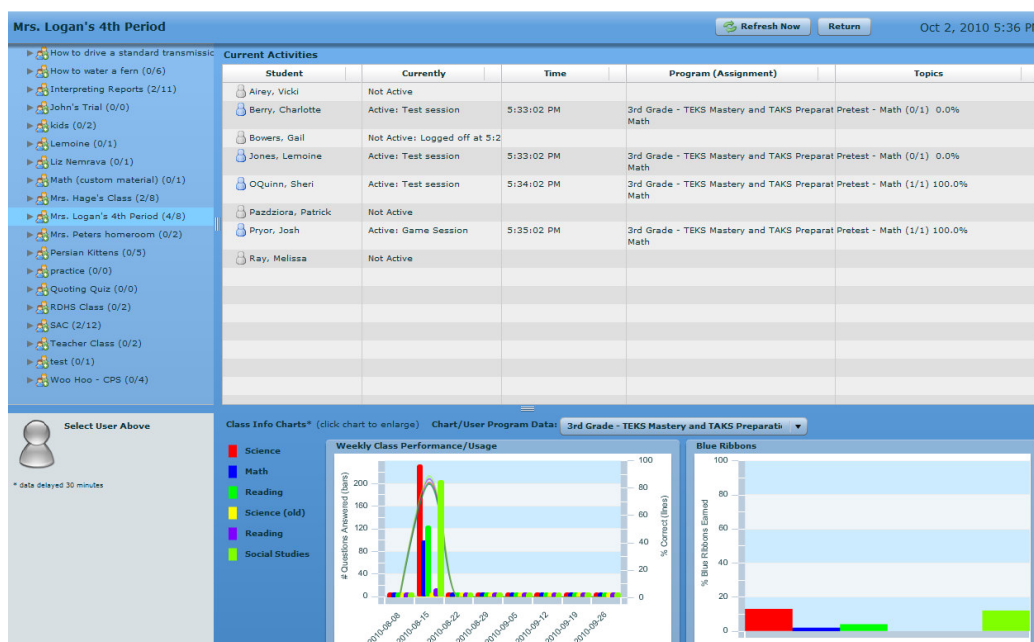 Mrs. Logan's 4th Period
Refresh Now
Return
Oct 2, 2010 5:36 P
How to drive a standard transmissic
How to water a fern (0/6)
Interpreting Reports (2/11)
John's Trial (0/0)
kids (0/2)
Lemoine (0/1)
Liz Nemrava (0/1)
Math (custom material) (0/1)
Mrs. Hage's Class (2/8)
Mrs. Logan's 4th Period (4/8)
Mrs. Peters homeroom (0/2)
Persian Kittens (0/5)
practice (0/0)
Quoting Quiz (0/0)
RDHS Class (0/2)
SAC (2/12)
Teacher Class (0/2)
test (0/1)
Woo Hoo - CPS (0/4)
Current Activities
Student Currently Time Program (Assignment) Topics
Airey, Vicki Not Active
Berry, Charlotte Active: Test session 5:33:02 PM 3rd Grade - TEKS Mastery and TAKS Preparat Pretest - Math (0/1) 0.0%
Math
Bowers, Gail Not Active: Logged off at 5:2
Jones, Lemoine Active: Test session 5:33:02 PM 3rd Grade - TEKS Mastery and TAKS Preparat Pretest - Math (0/1) 0.0%
Math
OQuinn, Sheri Active: Test session 5:34:02 PM 3rd Grade - TEKS Mastery and TAKS Preparat Pretest - Math (1/1) 100.0%
Math
Pazdziora, Patrick Not Active
Pryor, Josh Active: Game Session 5:35:02 PM 3rd Grade - TEKS Mastery and TAKS Preparat Pretest - Math (1/1) 100.0%
Math
Ray, Melissa Not Active
Select User Above
* data delayed 30 minutes
Class Info Charts* (click chart to enlarge) Chart/User Program Data: 3rd Grade - TEKS Mastery and TAKS Preparati
Science
Math
Reading
Science (old)
Reading
Social Studies
Weekly Class Performance/Usage
# Questions Answered (bars)
200
160
120
80
40
0
100
80
60
40
20
0
% Correct (lines)
2010-08-08
2010-08-15
2010-08-22
2010-08-29
2010-09-05
2010-09-12
2010-09-19
2010-09-26
Blue Ribbons
% Blue Ribbons Earned
100
80
60
40
20
0